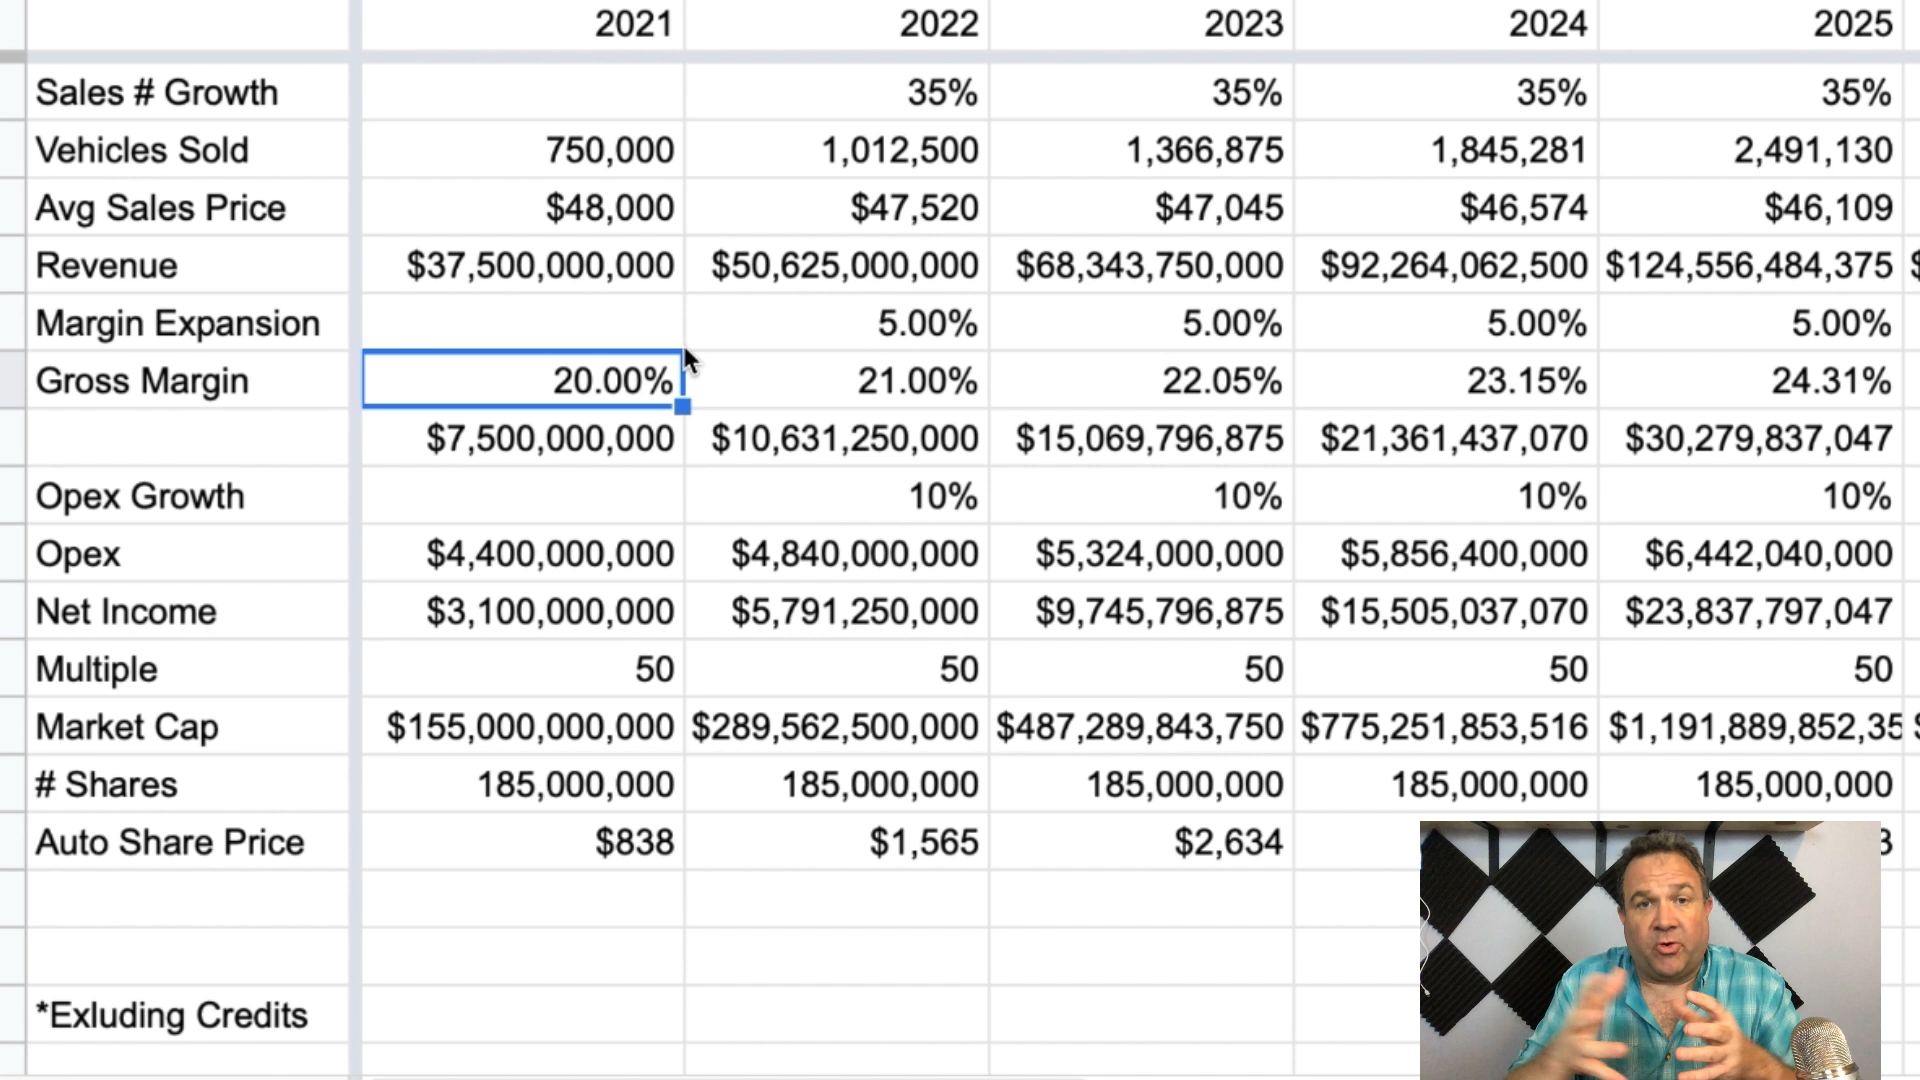 2021 2022 2023 2024 2025
Sales # Growth 35% 35% 35% 35%
Vehicles Sold 750,000 1,012,500 1,366,875 1,845,281 2,491,130
Avg Sales Price $48,000 $47,520 $47,045 $46,574 $46,109
Revenue $37,500,000,000 $50,625,000,000 $68,343,750,000 $92,264,062,500 $124,556,484,375 $
Margin Expansion 5.00% 5.00% 5.00% 5.00%
Gross Margin 20.00% 21.00% 22.05% 23.15% 24.31%
$7,500,000,000 $10,631,250,000 $15,069,796,875 $21,361,437,070 $30,279,837,047
Opex Growth 10% 10% 10% 10%
Opex $4,400,000,000 $4,840,000,000 $5,324,000,000 $5,856,400,000 $6,442,040,000
Net Income $3,100,000,000 $5,791,250,000 $9,745,796,875 $15,505,037,070 $23,837,797,047
Multiple 50 50 50 50 50
Market Cap $155,000,000,000 $289,562,500,000 $487,289,843,750 $775,251,853,516 $1,191,889,852,35 $
# Shares 185,000,000 185,000,000 185,000,000 185,000,000 185,000,000
Auto Share Price $838 $1,565 $2,634
*Exluding Credits